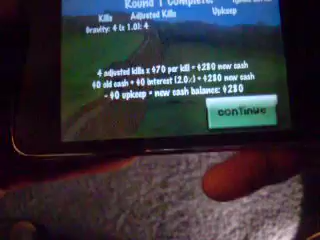 Round 1 Complete!
Kills Adjusted Kills Upkeep
Gravity: 4 (x 1.0): 4
4 adjusted kills x $70 per kill = $280 new cash
$0 old cash + $0 interest (2.0%) + $280 new cash
- $0 upkeep = new cash balance: $280
continue